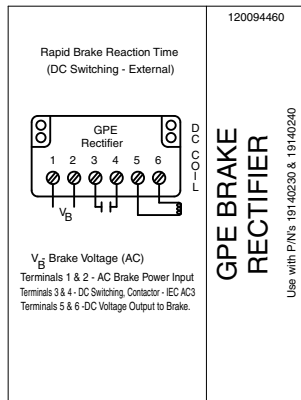 Rapid Brake Reaction Time
(DC Switching - External)
GPE
Rectifier
1 2 3 4 5 6
DC COIL
VB
VB- Brake Voltage (AC)
Terminals 1 & 2 - AC Brake Power Input
Terminals 3 & 4 - DC Switching, Contactor - IEC AC3
Terminals 5 & 6 -DC Voltage Output to Brake.
120094460
GPE BRAKE
RECTIFIER
Use with P/N's 19140230 & 19140240